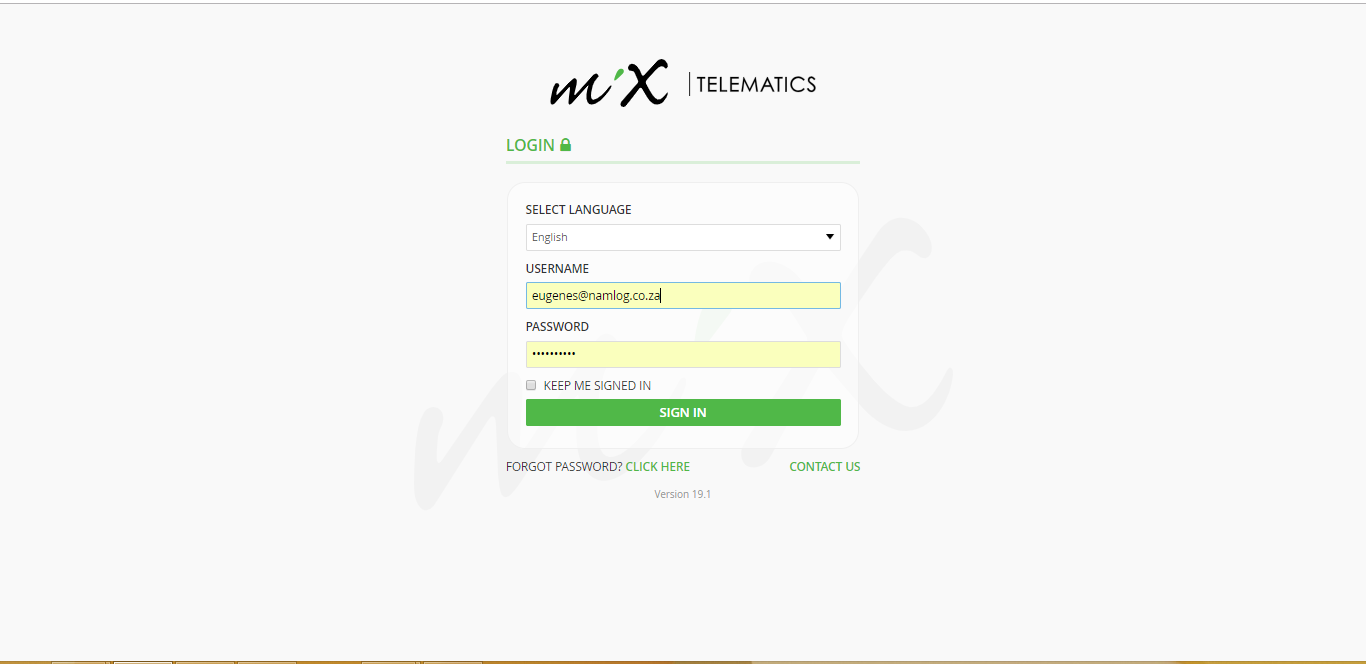 mix | TELEMATICS
LOGIN
SELECT LANGUAGE
English
USERNAME
eugenes@namlog.co.za
PASSWORD
••••••••••
KEEP ME SIGNED IN
SIGN IN
FORGOT PASSWORD? CLICK HERE CONTACT US
Version 19.1